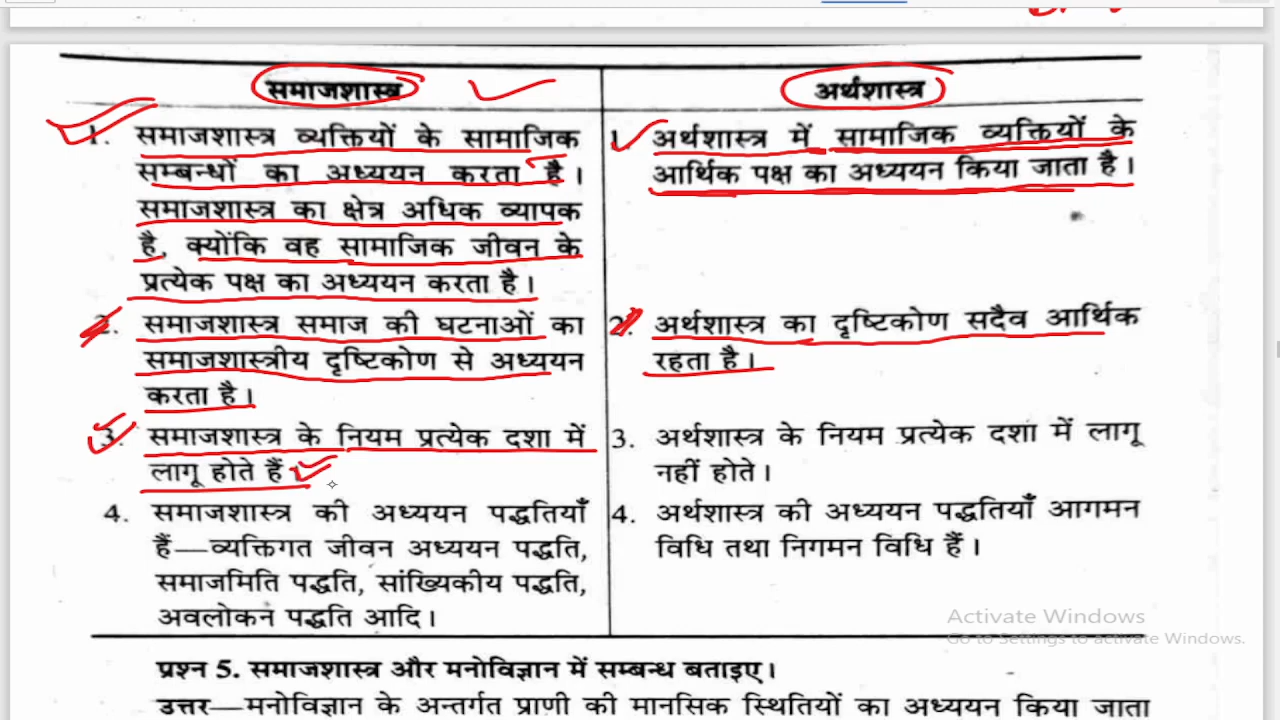 समाजशास्त्र
अर्थशास्त्र
1. समाजशास्त्र व्यक्तियों के सामाजिक
सम्बन्धों का अध्ययन करता है।
समाजशास्त्र का क्षेत्र अधिक व्यापक
है, क्योंकि वह सामाजिक जीवन के
प्रत्येक पक्ष का अध्ययन करता है।
1. अर्थशास्त्र में सामाजिक व्यक्तियों के
आर्थिक पक्ष का अध्ययन किया जाता है।
2. समाजशास्त्र समाज की घटनाओं का
समाजशास्त्रीय दृष्टिकोण से अध्ययन
करता है।
2. अर्थशास्त्र का दृष्टिकोण सदैव आर्थिक
रहता है।
3. समाजशास्त्र के नियम प्रत्येक दशा में
लागू होते हैं।
3. अर्थशास्त्र के नियम प्रत्येक दशा में लागू
नहीं होते।
4. समाजशास्त्र की अध्ययन पद्धतियाँ
हैं—व्यक्तिगत जीवन अध्ययन पद्धति,
समाजमिति पद्धति, सांख्यिकीय पद्धति,
अवलोकन पद्धति आदि।
4. अर्थशास्त्र की अध्ययन पद्धतियाँ आगमन
विधि तथा निगमन विधि हैं।
Activate Windows
Go to Settings to activate Windows.
प्रश्न 5. समाजशास्त्र और मनोविज्ञान में सम्बन्ध बताइए।
उत्तर—मनोविज्ञान के अन्तर्गत प्राणी की मानसिक स्थितियों का अध्ययन किया जाता